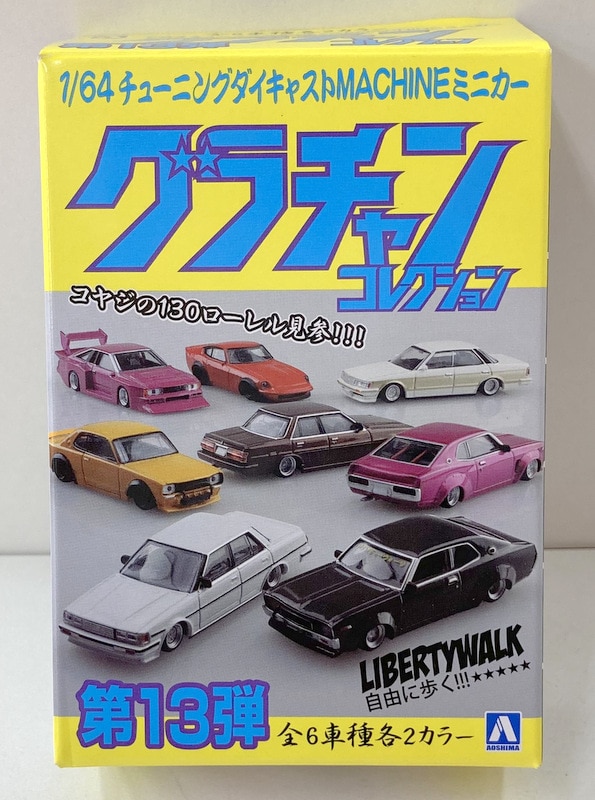 1/64チューニングダイキャストMACHINEミニカー
グラチャン
コレクション
コヤジの130ローレル見参!!!
LIBERTYWALK
自由に歩く!!!★★★★★
第13弾
全6車種各2カラー
AOSHIMA